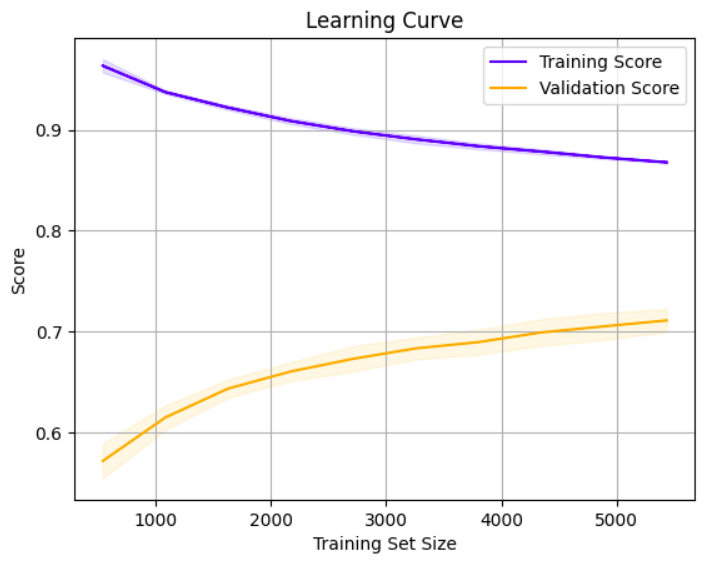 Learning Curve
Training Score
Validation Score
Score
0.9
0.8
0.7
0.6
1000
2000
3000
4000
5000
Training Set Size